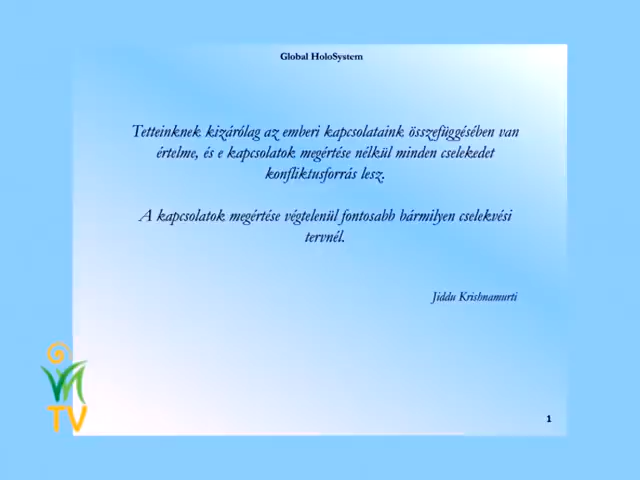 Global HoloSystem
Tetteinknek kizárólag az emberi kapcsolataink összefüggésében van
értelme, és e kapcsolatok megértése nélkül minden cselekedet
konfliktusforrás lesz.
A kapcsolatok megértése végtelenül fontosabb bármilyen cselekvési
tervnél.
Jiddu Krishnamurti
TV
1